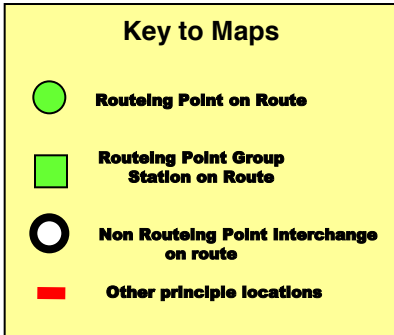 Key to Maps
Routeing Point on Route
Routeing Point Group
Station on Route
Non Routeing Point Interchange
on route
Other principle locations